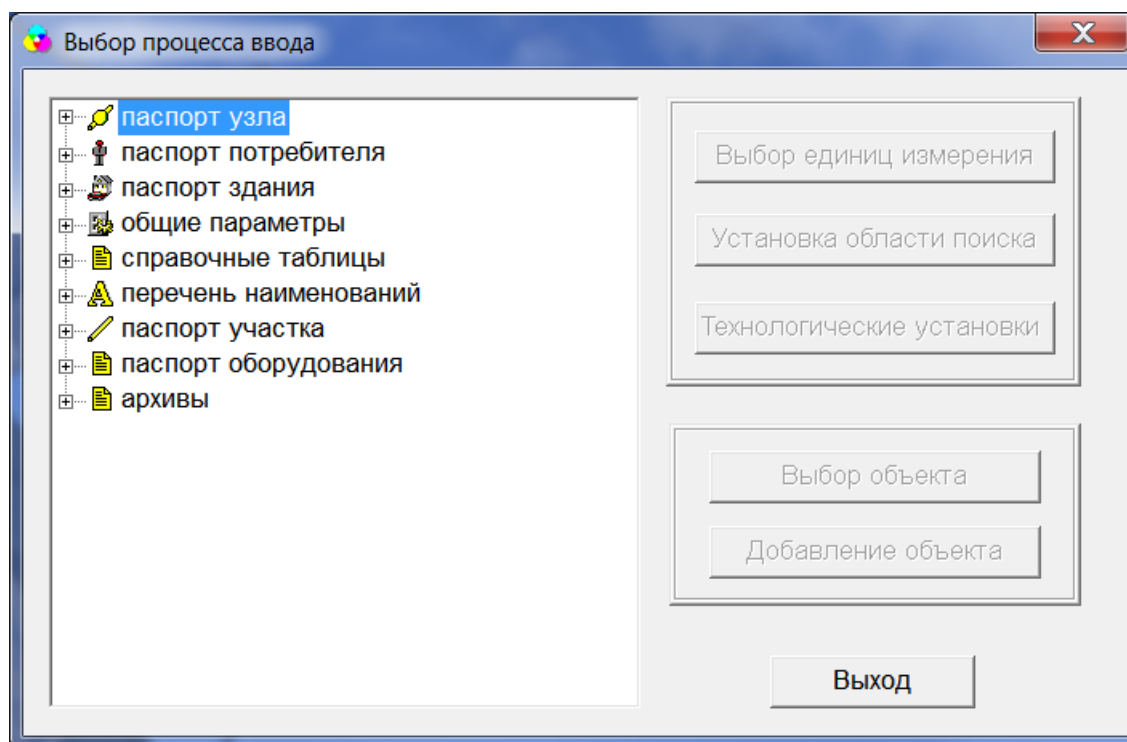 Выбор процесса ввода
паспорт узла
паспорт потребителя
паспорт здания
общие параметры
справочные таблицы
перечень наименований
паспорт участка
паспорт оборудования
архивы
Выбор единиц измерения
Установка области поиска
Технологические установки
Выбор объекта
Добавление объекта
Выход